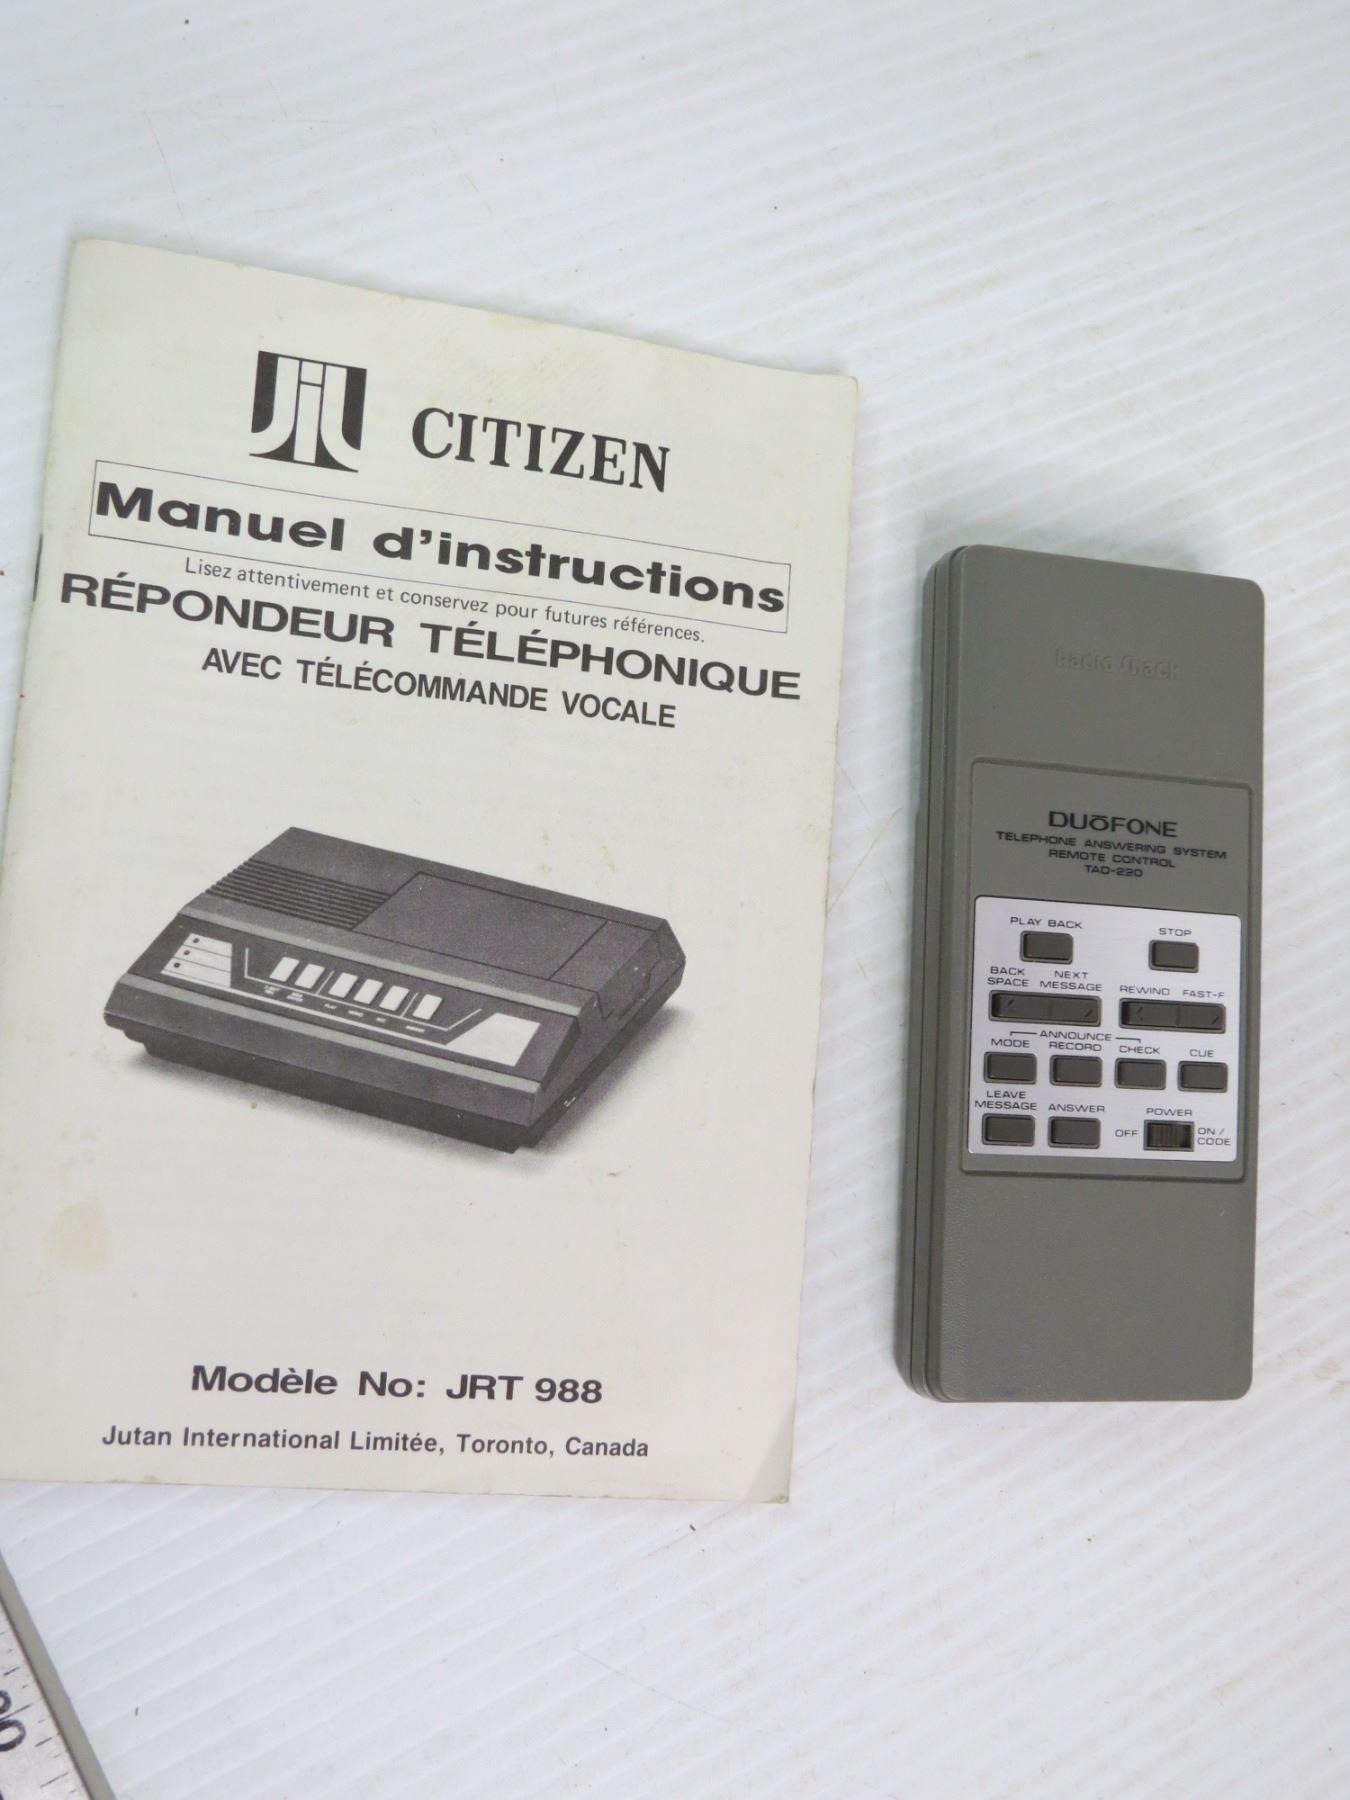 JIL CITIZEN
Manuel d'instructions
Lisez attentivement et conservez pour futures références.
RÉPONDEUR TÉLÉPHONIQUE
AVEC TÉLÉCOMMANDE VOCALE
Modèle No: JRT 988
Jutan International Limitée, Toronto, Canada
Radio Shack
DUōFONE
TELEPHONE ANSWERING SYSTEM
REMOTE CONTROL
TAD-220
PLAY BACK
STOP
BACK SPACE
NEXT MESSAGE
REWIND FAST-F
ANNOUNCE
MODE RECORD CHECK CUE
LEAVE MESSAGE
ANSWER
POWER
OFF
ON / CODE